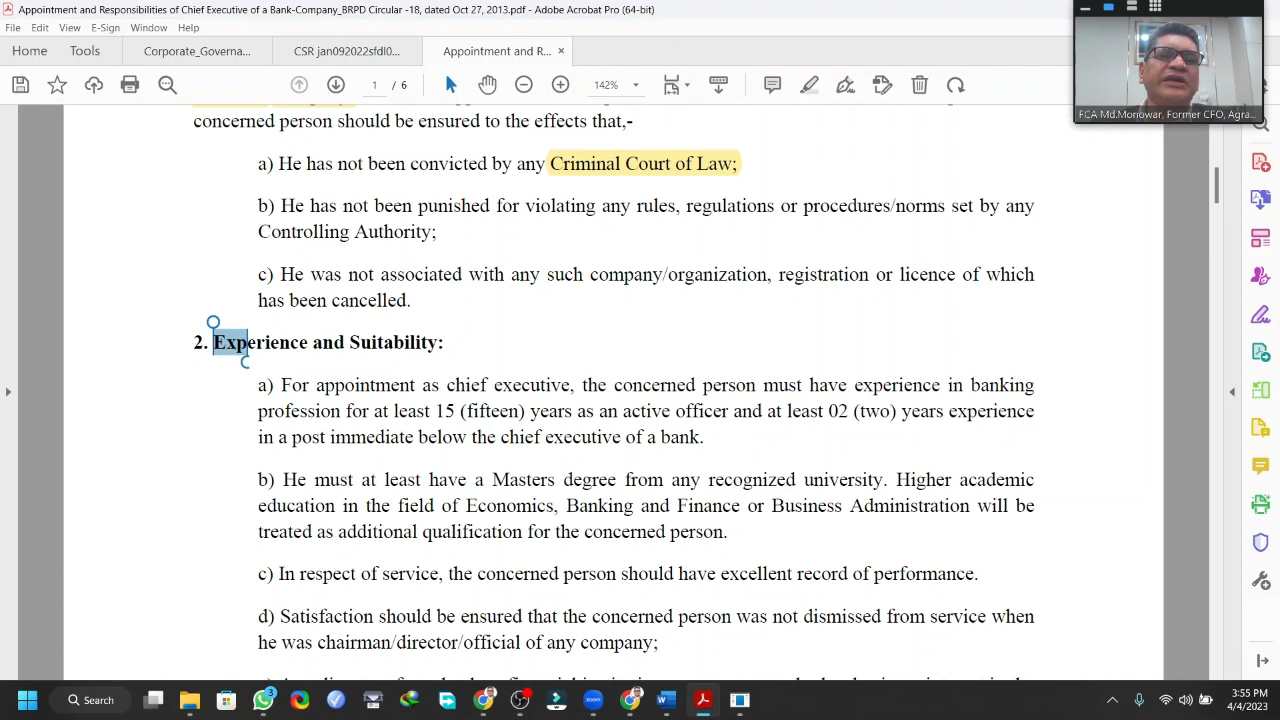 Appointment and Responsibilities of Chief Executive of a Bank-Company_BRPD Circular -18, dated Oct 27, 2013.pdf - Adobe Acrobat Pro (64-bit)
File Edit View E-Sign Window Help
Home Tools Corporate_Governa... CSR jan092022sfdl0... Appointment and R... ×
1 / 6 142%
FCA Md.Monowar, Former CFO, Agra...
concerned person should be ensured to the effects that,-
a) He has not been convicted by any Criminal Court of Law;
b) He has not been punished for violating any rules, regulations or procedures/norms set by any
Controlling Authority;
c) He was not associated with any such company/organization, registration or licence of which
has been cancelled.
2. Experience and Suitability:
a) For appointment as chief executive, the concerned person must have experience in banking
profession for at least 15 (fifteen) years as an active officer and at least 02 (two) years experience
in a post immediate below the chief executive of a bank.
b) He must at least have a Masters degree from any recognized university. Higher academic
education in the field of Economics, Banking and Finance or Business Administration will be
treated as additional qualification for the concerned person.
c) In respect of service, the concerned person should have excellent record of performance.
d) Satisfaction should be ensured that the concerned person was not dismissed from service when
he was chairman/director/official of any company;
Search
3
3:55 PM
4/4/2023